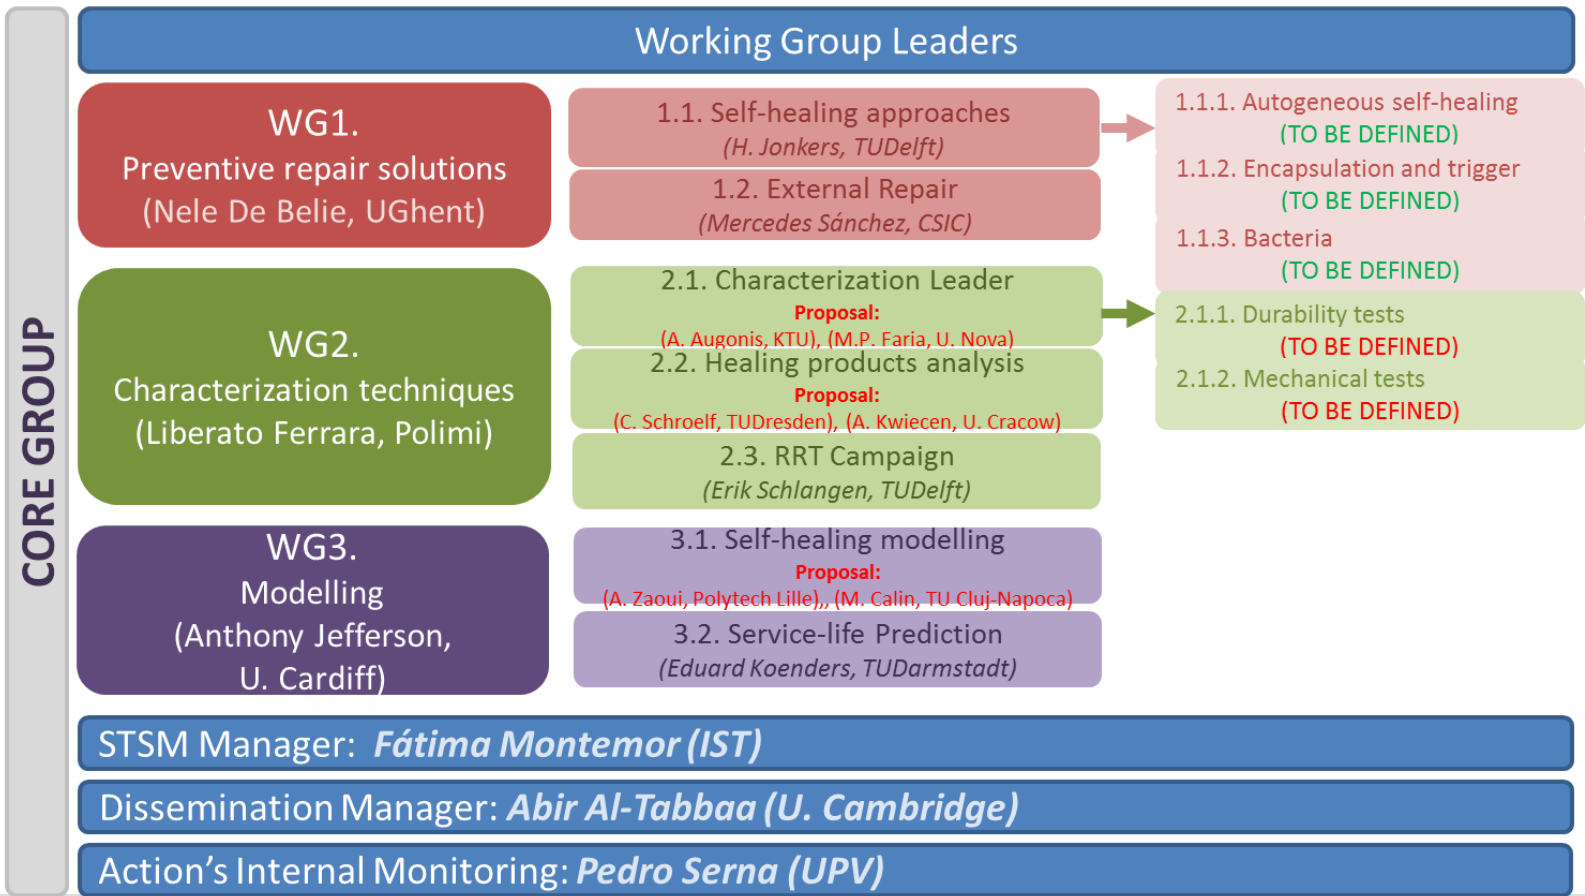 CORE GROUP
Working Group Leaders
WG1.
Preventive repair solutions
(Nele De Belie, UGhent)
1.1. Self-healing approaches
(H. Jonkers, TUDelft)
1.2. External Repair
(Mercedes Sánchez, CSIC)
1.1.1. Autogeneous self-healing
(TO BE DEFINED)
1.1.2. Encapsulation and trigger
(TO BE DEFINED)
1.1.3. Bacteria
(TO BE DEFINED)
WG2.
Characterization techniques
(Liberato Ferrara, Polimi)
2.1. Characterization Leader
Proposal:
(A. Augonis, KTU), (M.P. Faria, U. Nova)
2.2. Healing products analysis
Proposal:
(C. Schroelf, TUDresden), (A. Kwiecen, U. Cracow)
2.3. RRT Campaign
(Erik Schlangen, TUDelft)
2.1.1. Durability tests
(TO BE DEFINED)
2.1.2. Mechanical tests
(TO BE DEFINED)
WG3.
Modelling
(Anthony Jefferson,
U. Cardiff)
3.1. Self-healing modelling
Proposal:
(A. Zaoui, Polytech Lille),, (M. Calin, TU Cluj-Napoca)
3.2. Service-life Prediction
(Eduard Koenders, TUDarmstadt)
STSM Manager: Fátima Montemor (IST)
Dissemination Manager: Abir Al-Tabbaa (U. Cambridge)
Action's Internal Monitoring: Pedro Serna (UPV)